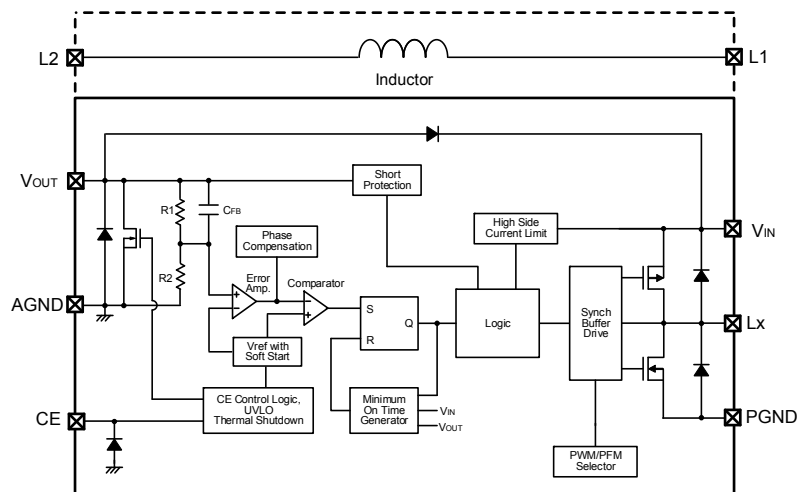 L2
L1
Inductor
VOUT
Short
Protection
R1
CFB
Phase
Compensation
High Side
Current Limit
VIN
R2
Error
Amp.
Comparator
AGND
S
Q
R
Logic
Synch
Buffer
Drive
Lx
Vref with
Soft Start
CE Control Logic,
UVLO
Thermal Shutdown
Minimum
On Time
Generator
VIN
VOUT
CE
PGND
PWM/PFM
Selector